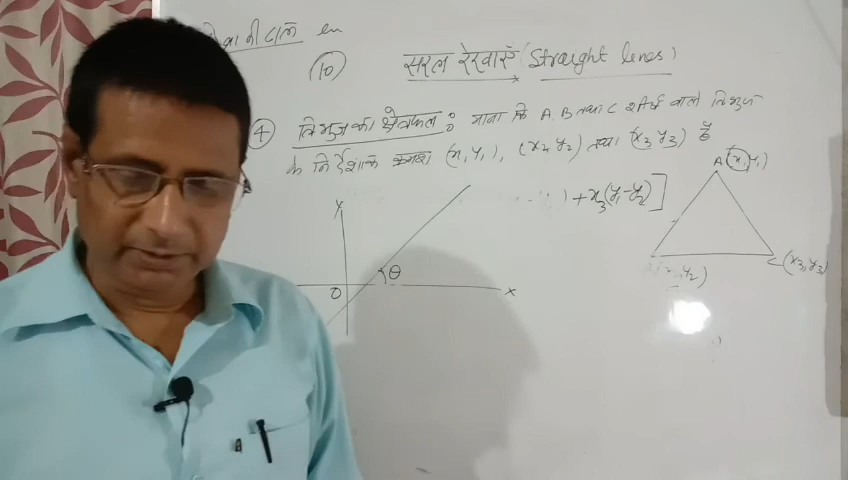 की ढाल
(10) सरल रेखाएँ (Straight lines)
(4) त्रिभुज का क्षेत्रफल : माना कि A, B तथा C शीर्ष वाले त्रिभुज
के निर्देशांक क्रमशः (x₁, y₁), (x₂ y₂) तथा (x₃ y₃) है
+ x₃(y₁-y₂)]
A(x₁, y₁)
y₂)
C(x₃, y₃)
Y
θ
O
X